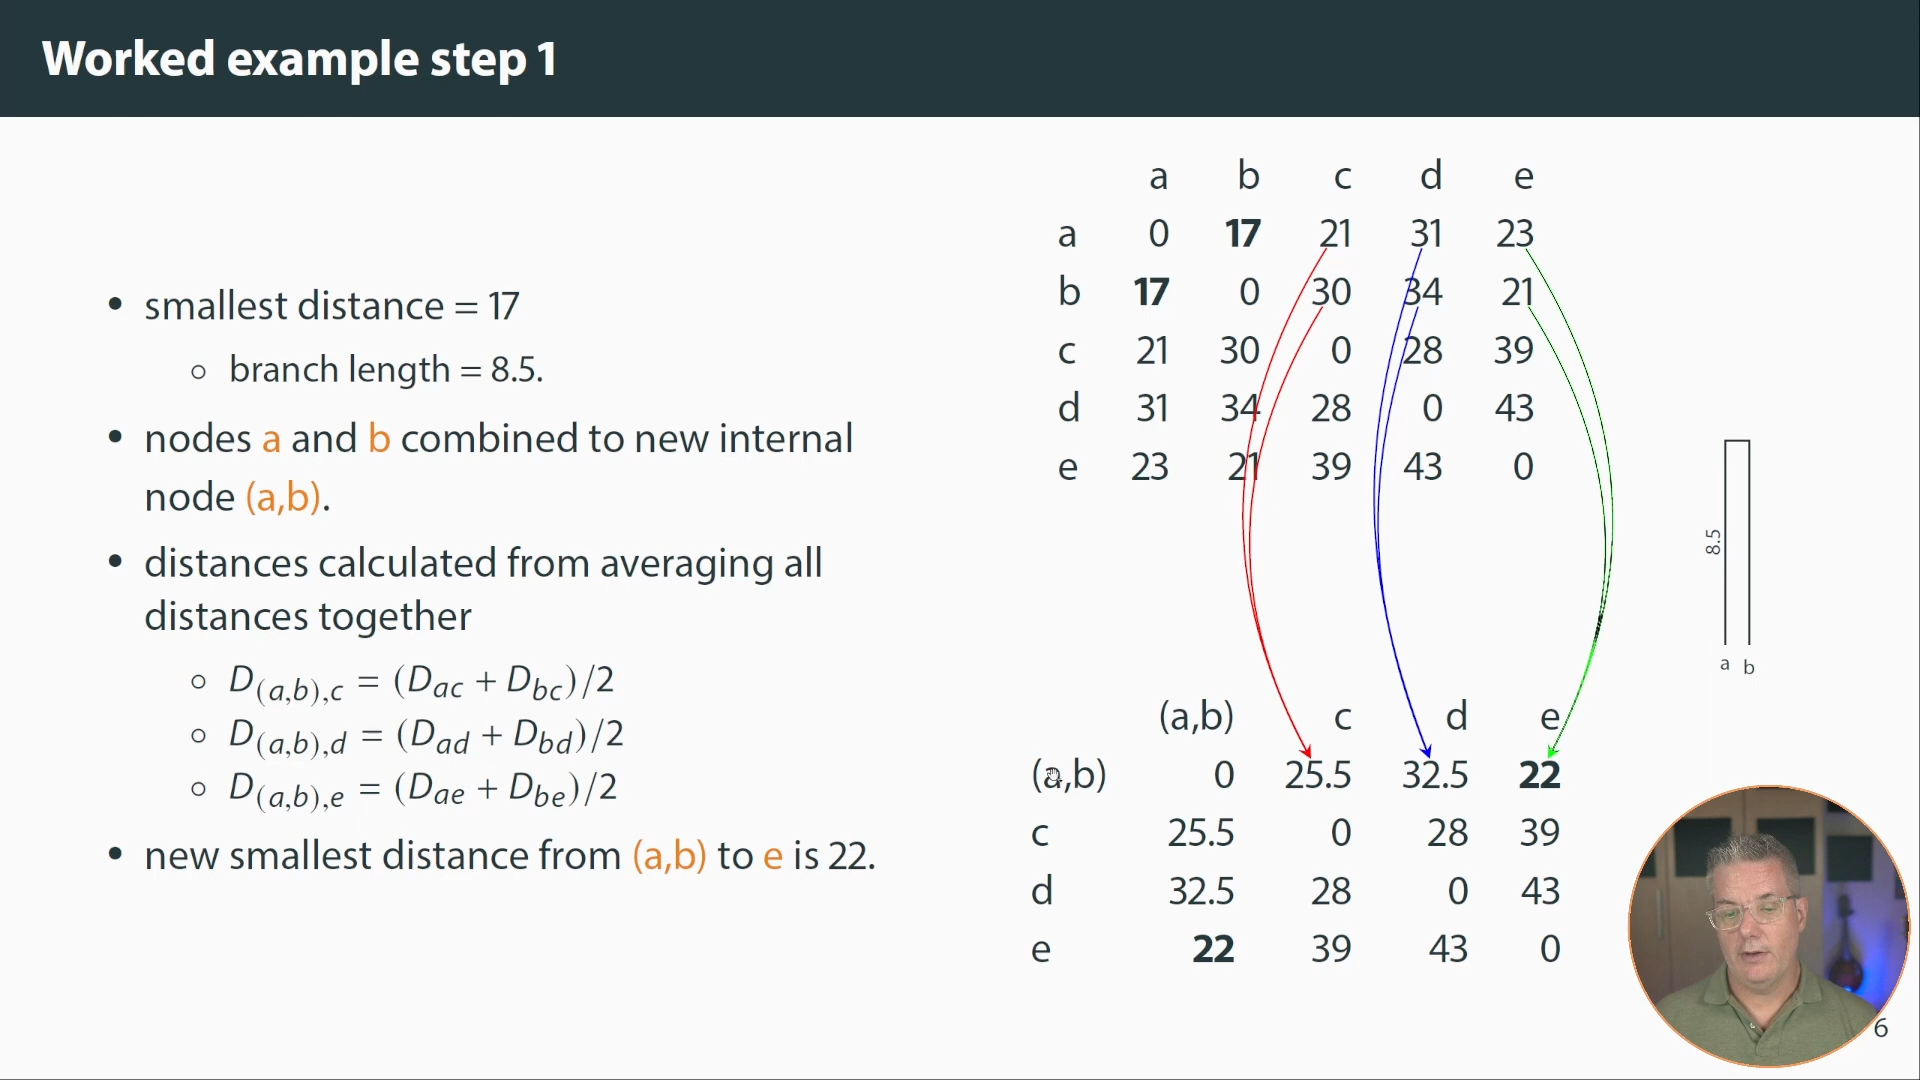 Worked example step 1
• smallest distance = 17
◦ branch length = 8.5.
• nodes a and b combined to new internal
node (a,b).
• distances calculated from averaging all
distances together
◦ D(a,b),c = (Dac + Dbc)/2
◦ D(a,b),d = (Dad + Dbd)/2
◦ D(a,b),e = (Dae + Dbe)/2
• new smallest distance from (a,b) to e is 22.
a b c d e
a 0 17 21 31 23
b 17 0 30 34 21
c 21 30 0 28 39
d 31 34 28 0 43
e 23 21 39 43 0
8.5
a b
(a,b) c d e
(a,b) 0 25.5 32.5 22
c 25.5 0 28 39
d 32.5 28 0 43
e 22 39 43 0
6